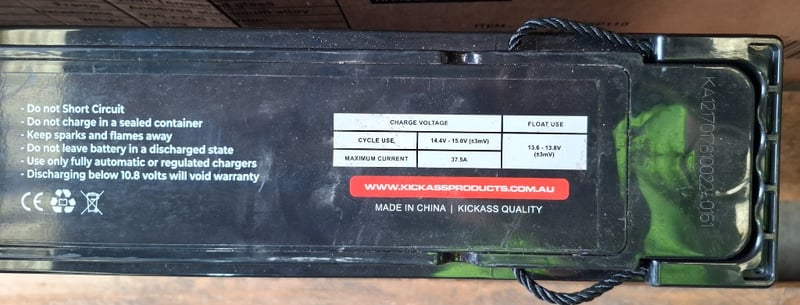 - Do not Short Circuit
- Do not charge in a sealed container
- Keep sparks and flames away
- Do not leave battery in a discharged state
- Use only fully automatic or regulated chargers
- Discharging below 10.8 volts will void warranty
CE
CHARGE VOLTAGE
FLOAT USE
CYCLE USE
14.4V - 15.0V (±3mV)
13.6 - 13.8V
(±3mV)
MAXIMUM CURRENT
37.5A
WWW.KICKASSPRODUCTS.COM.AU
MADE IN CHINA | KICKASS QUALITY
ITEM